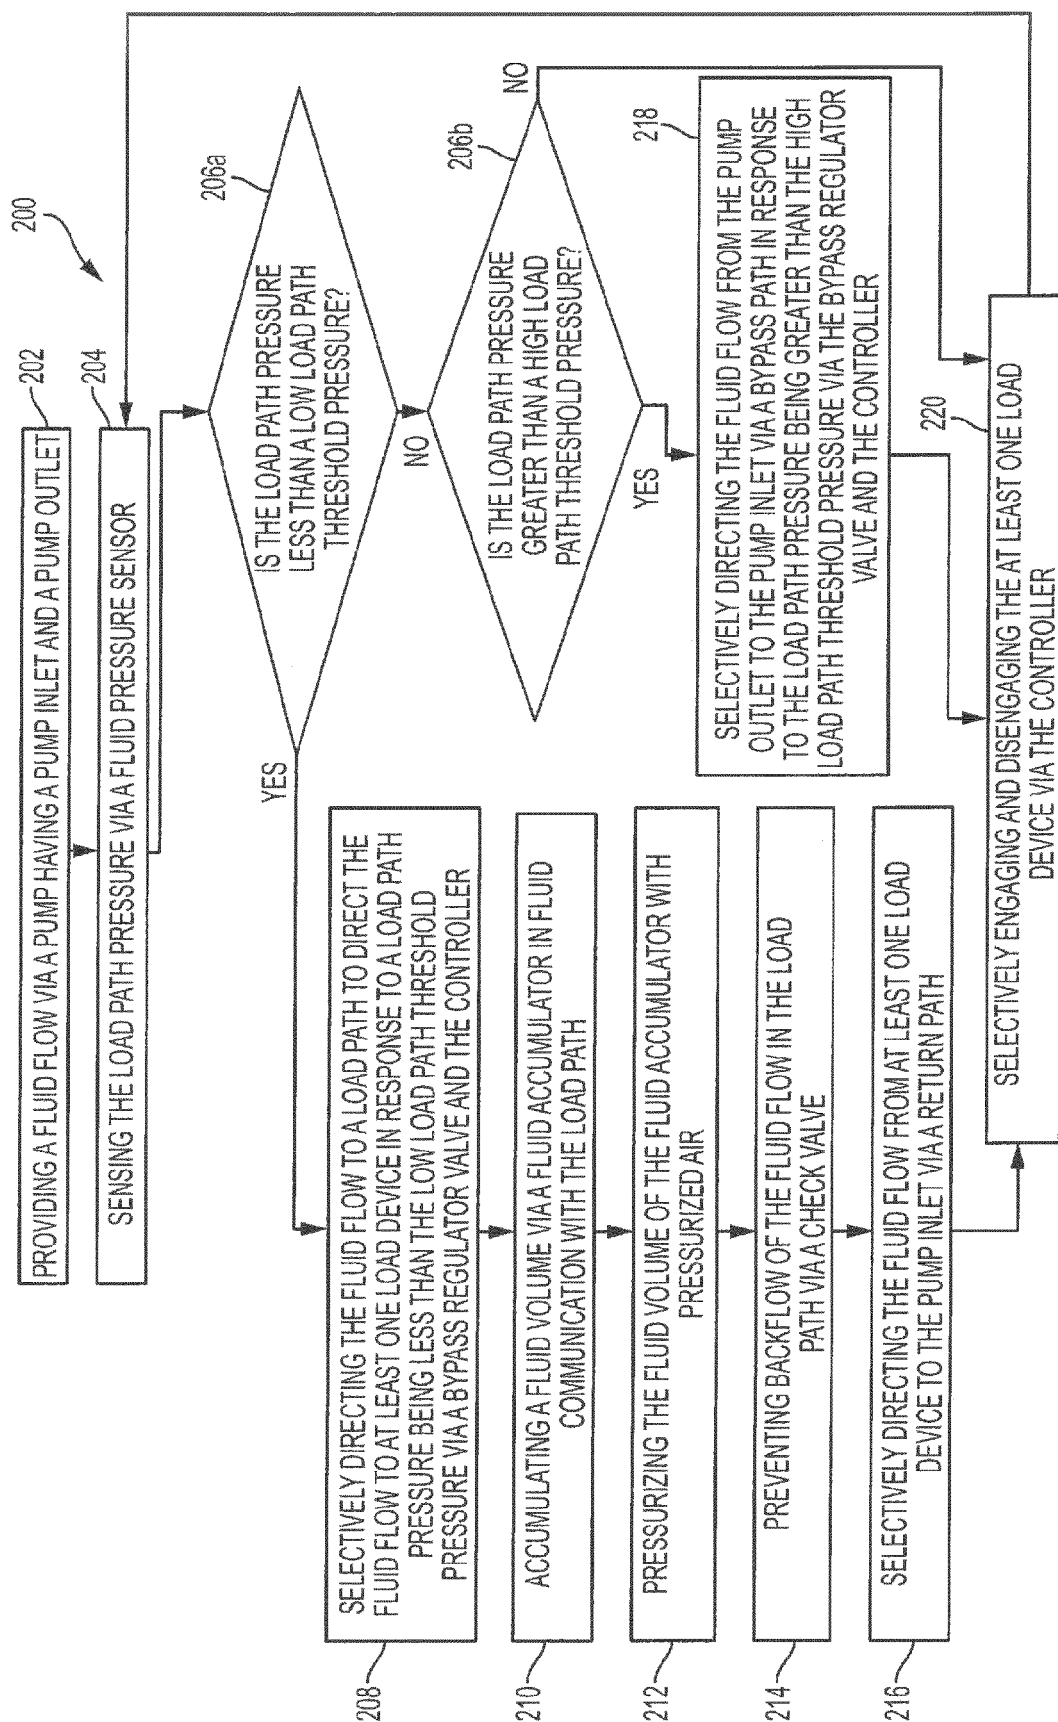 200
202
PROVIDING A FLUID FLOW VIA A PUMP HAVING A PUMP INLET AND A PUMP OUTLET
204
SENSING THE LOAD PATH PRESSURE VIA A FLUID PRESSURE SENSOR
206a
IS THE LOAD PATH PRESSURE
LESS THAN A LOW LOAD PATH
THRESHOLD PRESSURE?
YES
NO
206b
IS THE LOAD PATH PRESSURE
GREATER THAN A HIGH LOAD
PATH THRESHOLD PRESSURE?
NO
YES
208
SELECTIVELY DIRECTING THE FLUID FLOW TO A LOAD PATH TO DIRECT THE
FLUID FLOW TO AT LEAST ONE LOAD DEVICE IN RESPONSE TO A LOAD PATH
PRESSURE BEING LESS THAN THE LOW LOAD PATH THRESHOLD
PRESSURE VIA A BYPASS REGULATOR VALVE AND THE CONTROLLER
210
ACCUMULATING A FLUID VOLUME VIA A FLUID ACCUMULATOR IN FLUID
COMMUNICATION WITH THE LOAD PATH
212
PRESSURIZING THE FLUID VOLUME OF THE FLUID ACCUMULATOR WITH
PRESSURIZED AIR
214
PREVENTING BACKFLOW OF THE FLUID FLOW IN THE LOAD
PATH VIA A CHECK VALVE
216
SELECTIVELY DIRECTING THE FLUID FLOW FROM AT LEAST ONE LOAD
DEVICE TO THE PUMP INLET VIA A RETURN PATH
218
SELECTIVELY DIRECTING THE FLUID FLOW FROM THE PUMP
OUTLET TO THE PUMP INLET VIA A BYPASS PATH IN RESPONSE
TO THE LOAD PATH PRESSURE BEING GREATER THAN THE HIGH
LOAD PATH THRESHOLD PRESSURE VIA THE BYPASS REGULATOR
VALVE AND THE CONTROLLER
220
SELECTIVELY ENGAGING AND DISENGAGING THE AT LEAST ONE LOAD
DEVICE VIA THE CONTROLLER